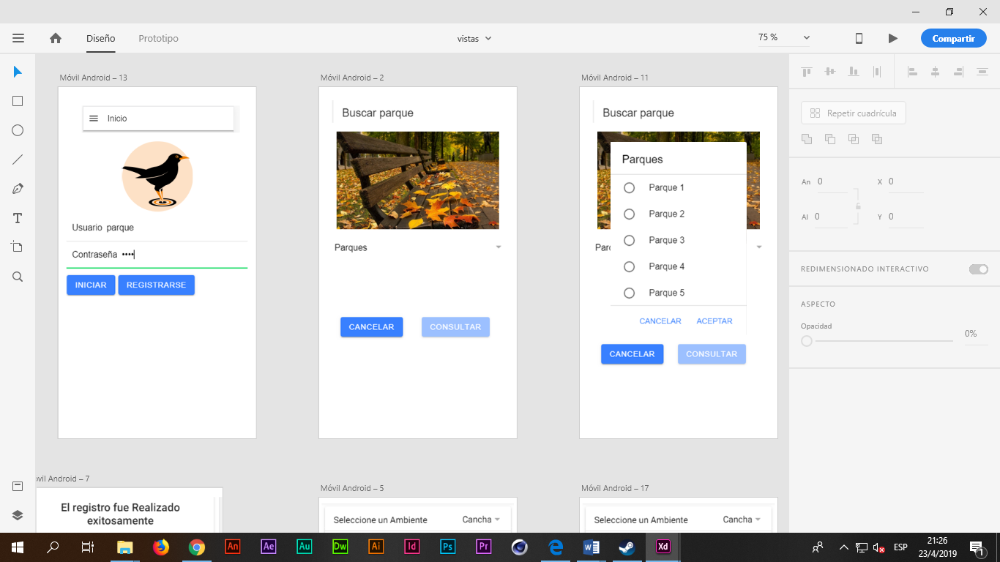 Diseño
Prototipo
vistas
75 %
Compartir
Móvil Android – 13
Móvil Android – 2
Móvil Android – 11
Inicio
Usuario parque
Contraseña ••••
INICIAR
REGISTRARSE
Buscar parque
Parques
CANCELAR
CONSULTAR
Buscar parque
Parques
Parque 1
Parque 2
Parque 3
Parque 4
Parque 5
Par
CANCELAR
ACEPTAR
CANCELAR
CONSULTAR
Repetir cuadrícula
An 0
X 0
Al 0
Y 0
REDIMENSIONADO INTERACTIVO
ASPECTO
Opacidad
0%
óvil Android – 7
El registro fue Realizado
exitosamente
Móvil Android – 5
Seleccione un Ambiente
Cancha
Móvil Android – 17
Seleccione un Ambiente
Cancha
An
Ae
Au
Dw
Ai
Id
Ps
Pr
Xd
ESP
21:26
23/4/2019
1